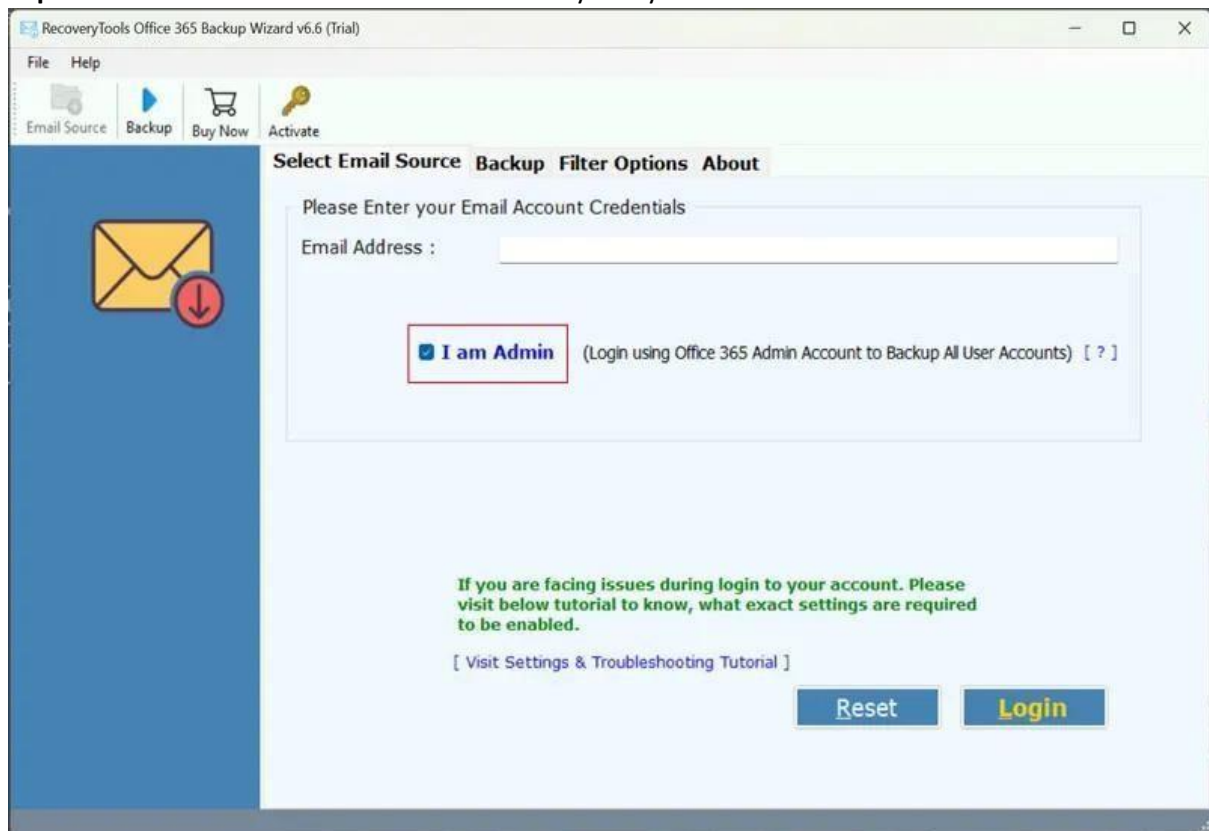 RecoveryTools Office 365 Backup Wizard v6.6 (Trial)
File Help
Email Source Backup Buy Now Activate
Select Email Source Backup Filter Options About
Please Enter your Email Account Credentials
Email Address :
I am Admin (Login using Office 365 Admin Account to Backup All User Accounts) [ ? ]
If you are facing issues during login to your account. Please
visit below tutorial to know, what exact settings are required
to be enabled.
[ Visit Settings & Troubleshooting Tutorial ]
Reset Login